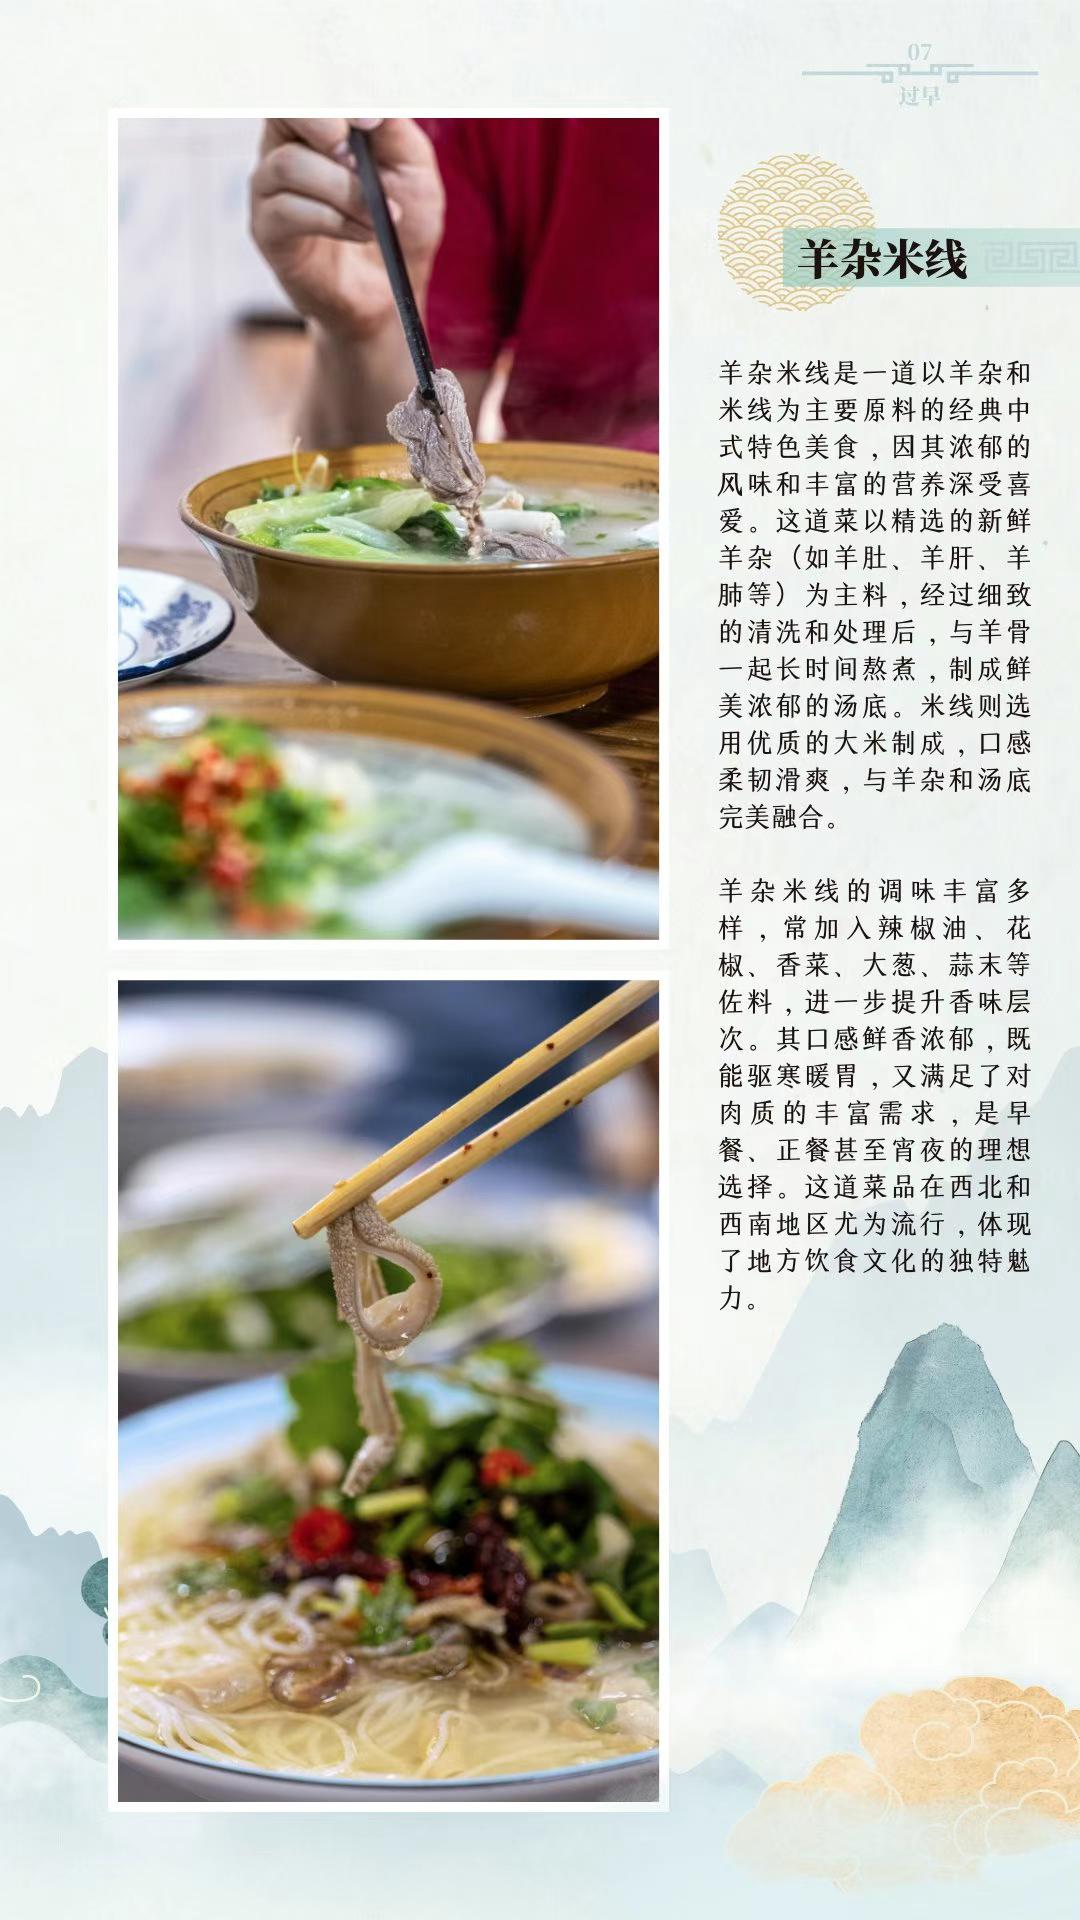 07
过早
羊杂米线
羊杂米线是一道以羊杂和
米线为主要原料的经典中
式特色美食，因其浓郁的
风味和丰富的营养深受喜
爱。这道菜以精选的新鲜
羊杂（如羊肚、羊肝、羊
肺等）为主料，经过细致
的清洗和处理后，与羊骨
一起长时间熬煮，制成鲜
美浓郁的汤底。米线则选
用优质的大米制成，口感
柔韧滑爽，与羊杂和汤底
完美融合。
羊杂米线的调味丰富多
样，常加入辣椒油、花
椒、香菜、大葱、蒜末等
佐料，进一步提升香味层
次。其口感鲜香浓郁，既
能驱寒暖胃，又满足了对
肉质的丰富需求，是早
餐、正餐甚至宵夜的理想
选择。这道菜品在西北和
西南地区尤为流行，体现
了地方饮食文化的独特魅
力。